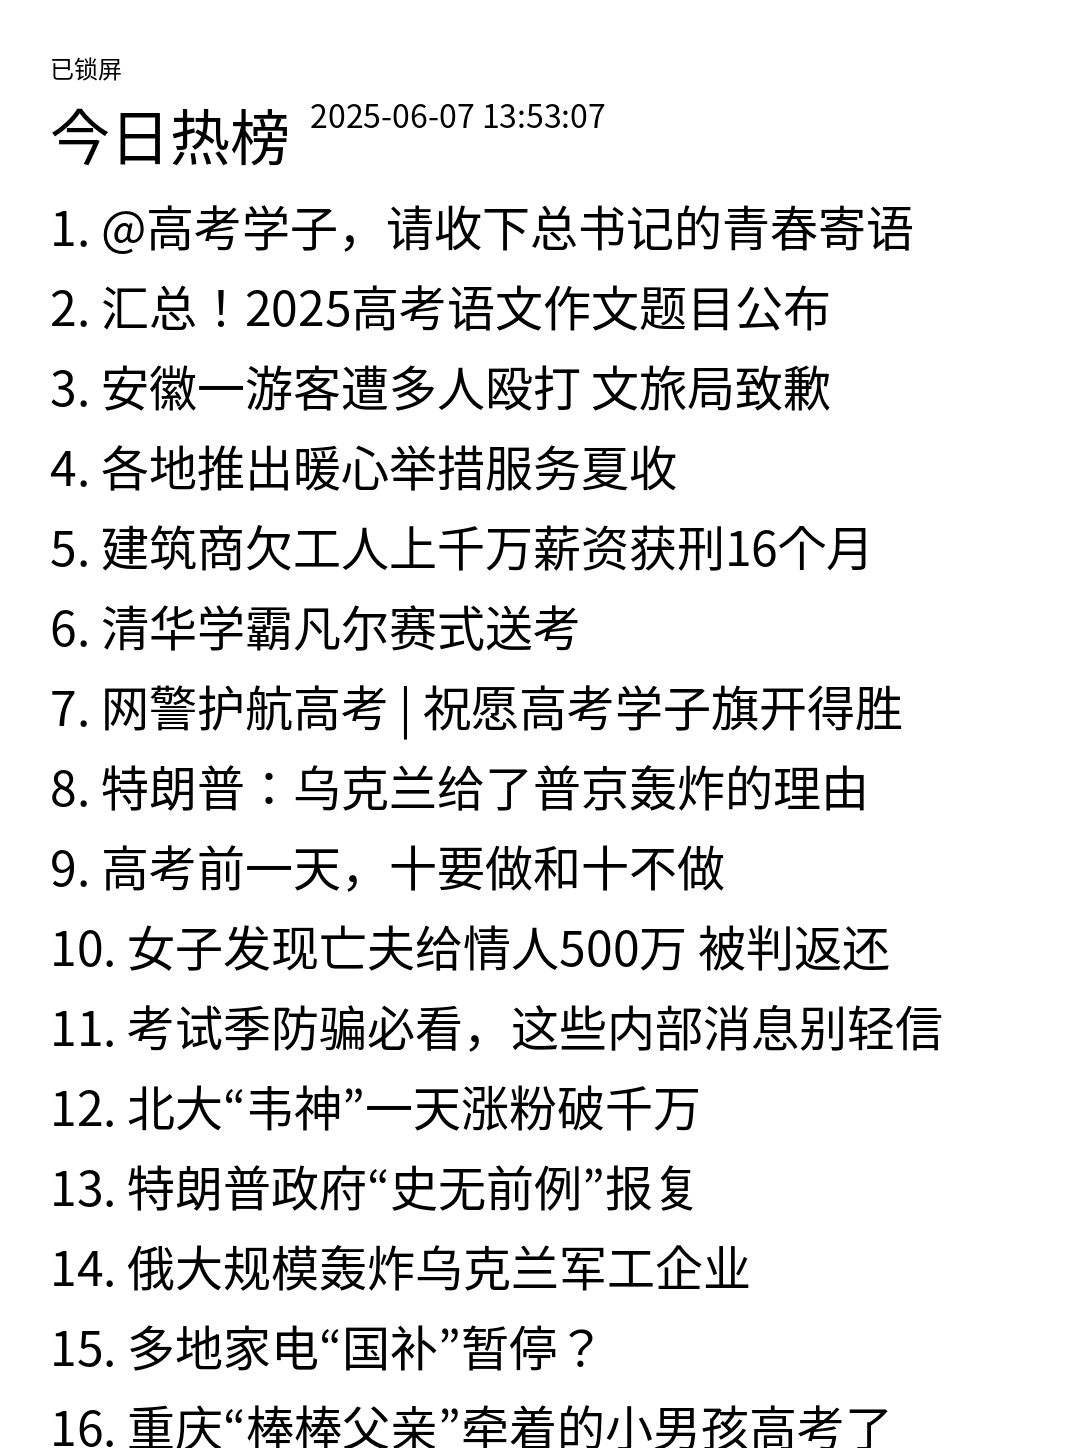 已锁屏
今日热榜 2025-06-07 13:53:07
1. @高考学子，请收下总书记的青春寄语
2. 汇总！2025高考语文作文题目公布
3. 安徽一游客遭多人殴打 文旅局致歉
4. 各地推出暖心举措服务夏收
5. 建筑商欠工人上千万薪资获刑16个月
6. 清华学霸凡尔赛式送考
7. 网警护航高考 | 祝愿高考学子旗开得胜
8. 特朗普：乌克兰给了普京轰炸的理由
9. 高考前一天，十要做和十不做
10. 女子发现亡夫给情人500万 被判返还
11. 考试季防骗必看，这些内部消息别轻信
12. 北大“韦神”一天涨粉破千万
13. 特朗普政府“史无前例”报复
14. 俄大规模轰炸乌克兰军工企业
15. 多地家电“国补”暂停？
16. 重庆“棒棒父亲”牵着的小男孩高考了